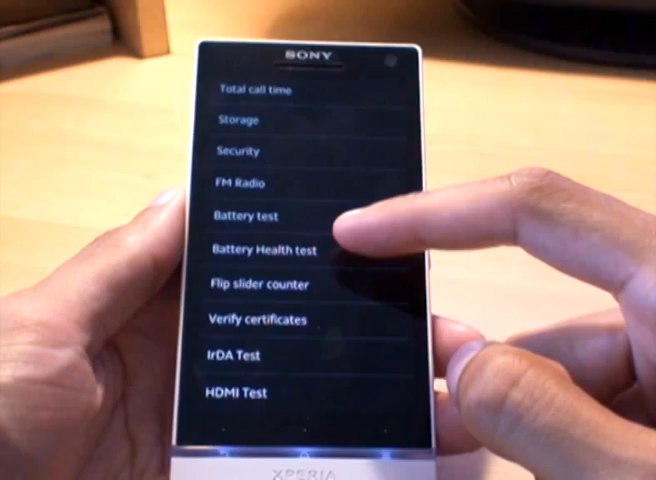 SONY
Total call time
Storage
Security
FM Radio
Battery test
Battery Health test
Flip slider counter
Verify certificates
IrDA Test
HDMI Test
XPERIA